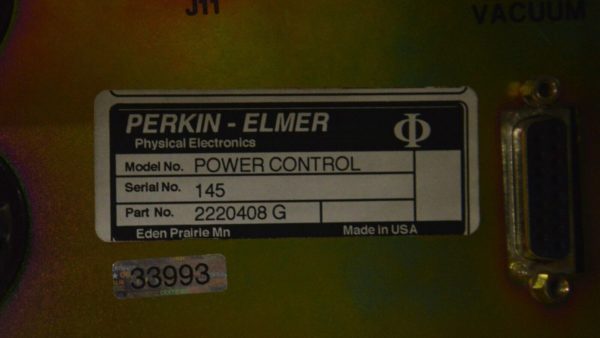 J11
VACUUM
PERKIN - ELMER
Physical Electronics
Model No. POWER CONTROL
Serial No. 145
Part No. 2220408 G
Eden Prairie Mn Made in USA
33993